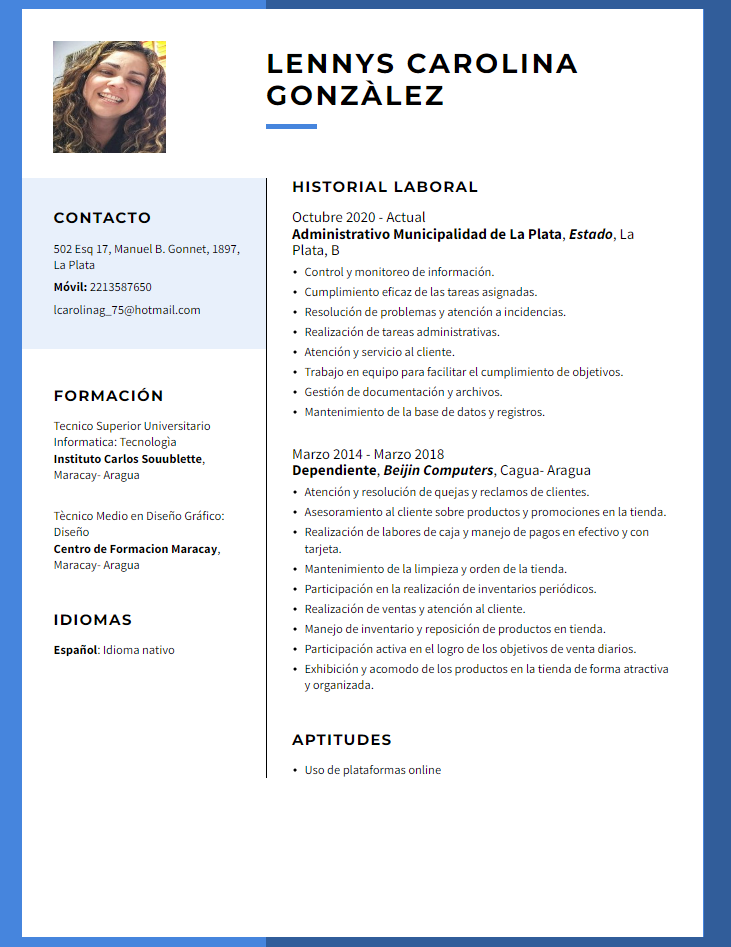 LENNYS CAROLINA
GONZÀLEZ
CONTACTO
502 Esq 17, Manuel B. Gonnet, 1897,
La Plata
Móvil: 2213587650
lcarolinag_75@hotmail.com
FORMACIÓN
Tecnico Superior Universitario
Informatica: Tecnologìa
Instituto Carlos Souublette,
Maracay- Aragua
Tècnico Medio en Diseño Gráfico:
Diseño
Centro de Formacion Maracay,
Maracay- Aragua
IDIOMAS
Español: Idioma nativo
HISTORIAL LABORAL
Octubre 2020 - Actual
Administrativo Municipalidad de La Plata, Estado, La
Plata, B
• Control y monitoreo de información.
• Cumplimiento eficaz de las tareas asignadas.
• Resolución de problemas y atención a incidencias.
• Realización de tareas administrativas.
• Atención y servicio al cliente.
• Trabajo en equipo para facilitar el cumplimiento de objetivos.
• Gestión de documentación y archivos.
• Mantenimiento de la base de datos y registros.
Marzo 2014 - Marzo 2018
Dependiente, Beijin Computers, Cagua- Aragua
• Atención y resolución de quejas y reclamos de clientes.
• Asesoramiento al cliente sobre productos y promociones en la tienda.
• Realización de labores de caja y manejo de pagos en efectivo y con
tarjeta.
• Mantenimiento de la limpieza y orden de la tienda.
• Participación en la realización de inventarios periódicos.
• Realización de ventas y atención al cliente.
• Manejo de inventario y reposición de productos en tienda.
• Participación activa en el logro de los objetivos de venta diarios.
• Exhibición y acomodo de los productos en la tienda de forma atractiva
y organizada.
APTITUDES
• Uso de plataformas online